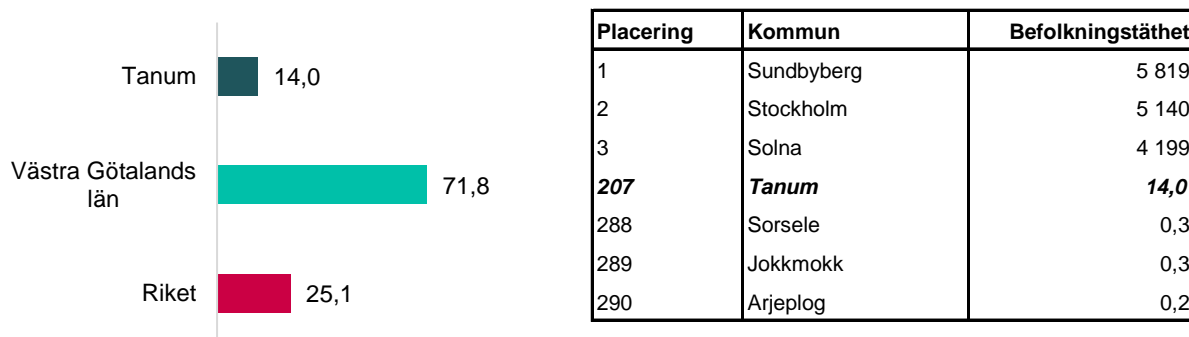 Tanum 14,0
Västra Götalands
län
71,8
Riket 25,1
Placering Kommun Befolkningstäthet
1 Sundbyberg 5 819
2 Stockholm 5 140
3 Solna 4 199
207 Tanum 14,0
288 Sorsele 0,3
289 Jokkmokk 0,3
290 Arjeplog 0,2